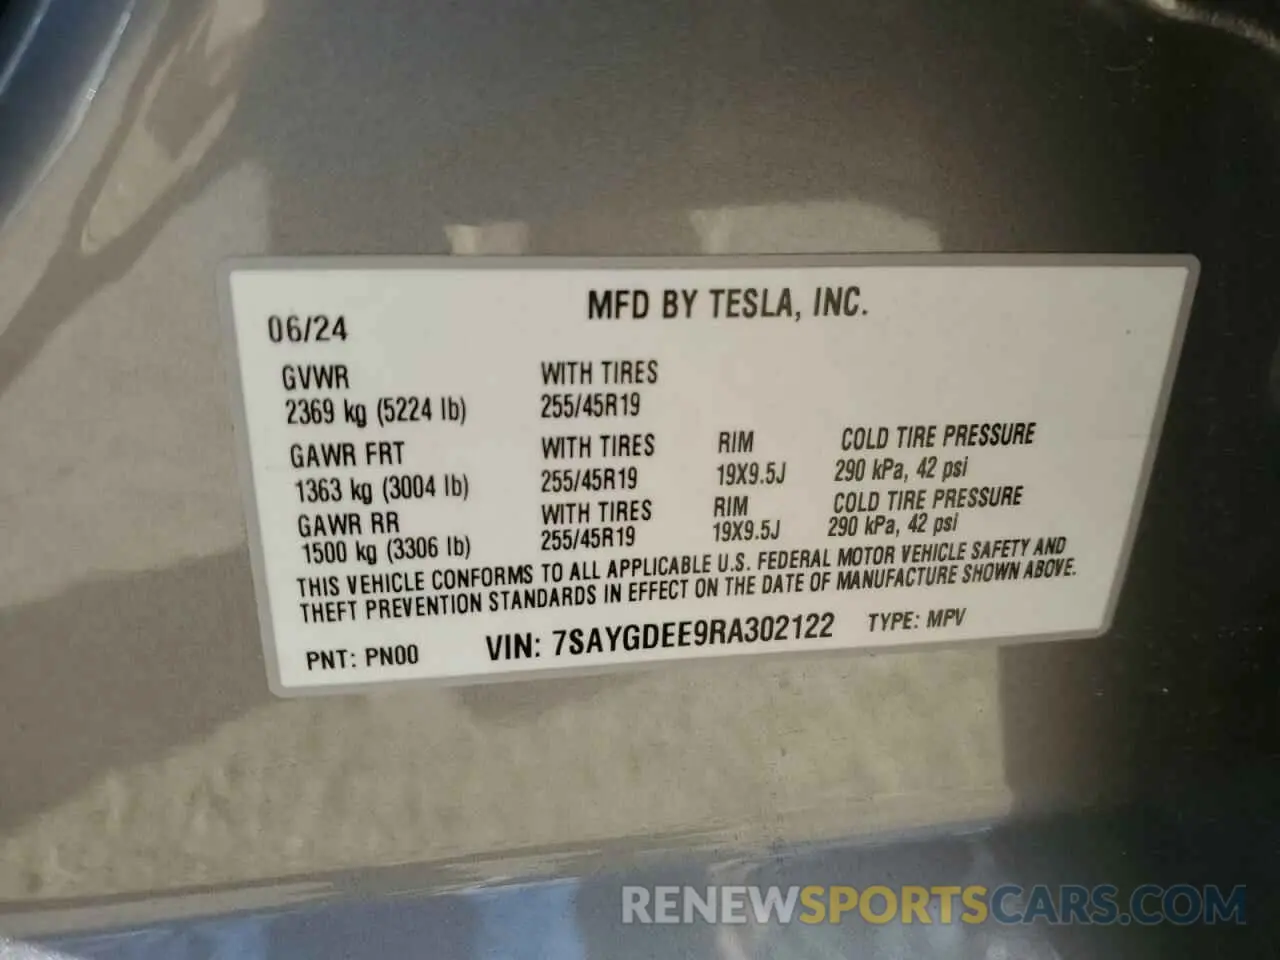 MFD BY TESLA, INC.
06/24
GVWR WITH TIRES
2369 kg (5224 lb) 255/45R19
GAWR FRT WITH TIRES RIM COLD TIRE PRESSURE
1363 kg (3004 lb) 255/45R19 19X9.5J 290 kPa, 42 psi
GAWR RR WITH TIRES RIM COLD TIRE PRESSURE
1500 kg (3306 lb) 255/45R19 19X9.5J 290 kPa, 42 psi
THIS VEHICLE CONFORMS TO ALL APPLICABLE U.S. FEDERAL MOTOR VEHICLE SAFETY AND
THEFT PREVENTION STANDARDS IN EFFECT ON THE DATE OF MANUFACTURE SHOWN ABOVE.
PNT: PN00 VIN: 7SAYGDEE9RA302122 TYPE: MPV
RENEWSPORTSCARS.COM